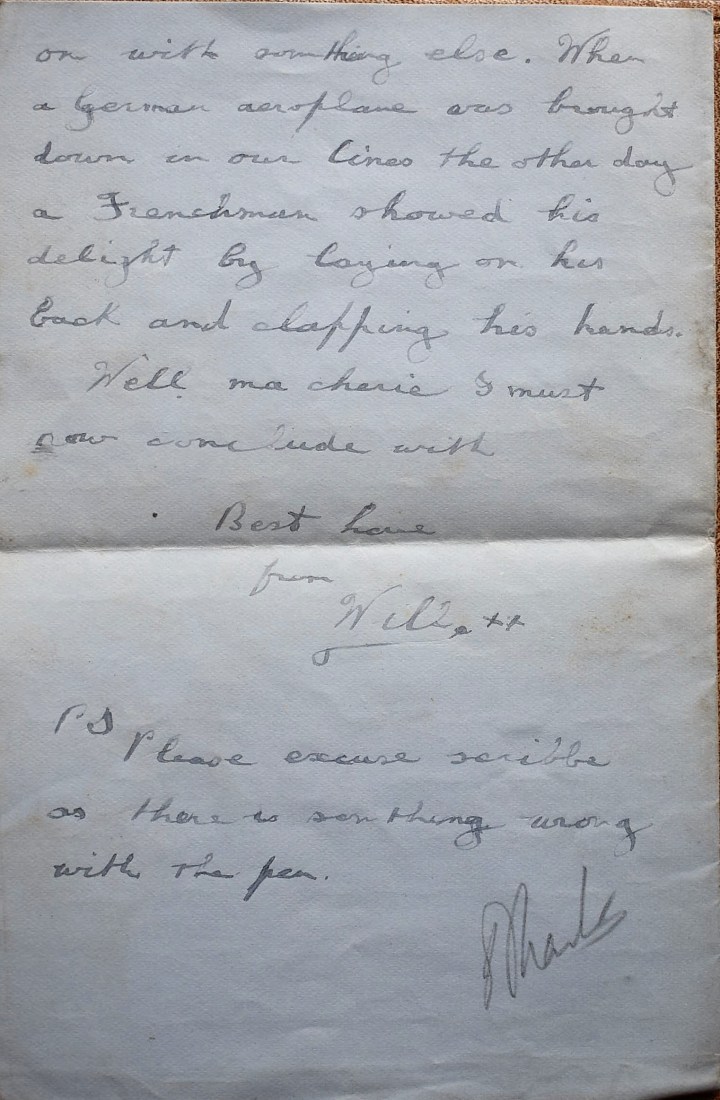 on with something else. When
a German aeroplane was brought
down in our lines the other day
a Frenchman showed his
delight by laying on his
back and clapping his hands.
Well ma cherie I must
now conclude with
Best love
from
Will. xx
PS
Please excuse scribble
as there is something wrong
with the pen.